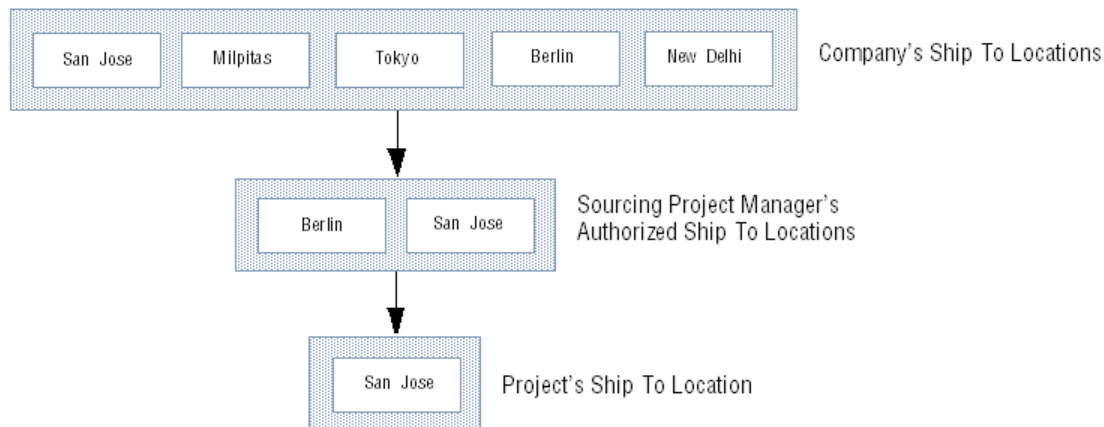 San Jose
Milpitas
Tokyo
Berlin
New Delhi
Company's Ship To Locations
Berlin
San Jose
Sourcing Project Manager's
Authorized Ship To Locations
San Jose
Project's Ship To Location